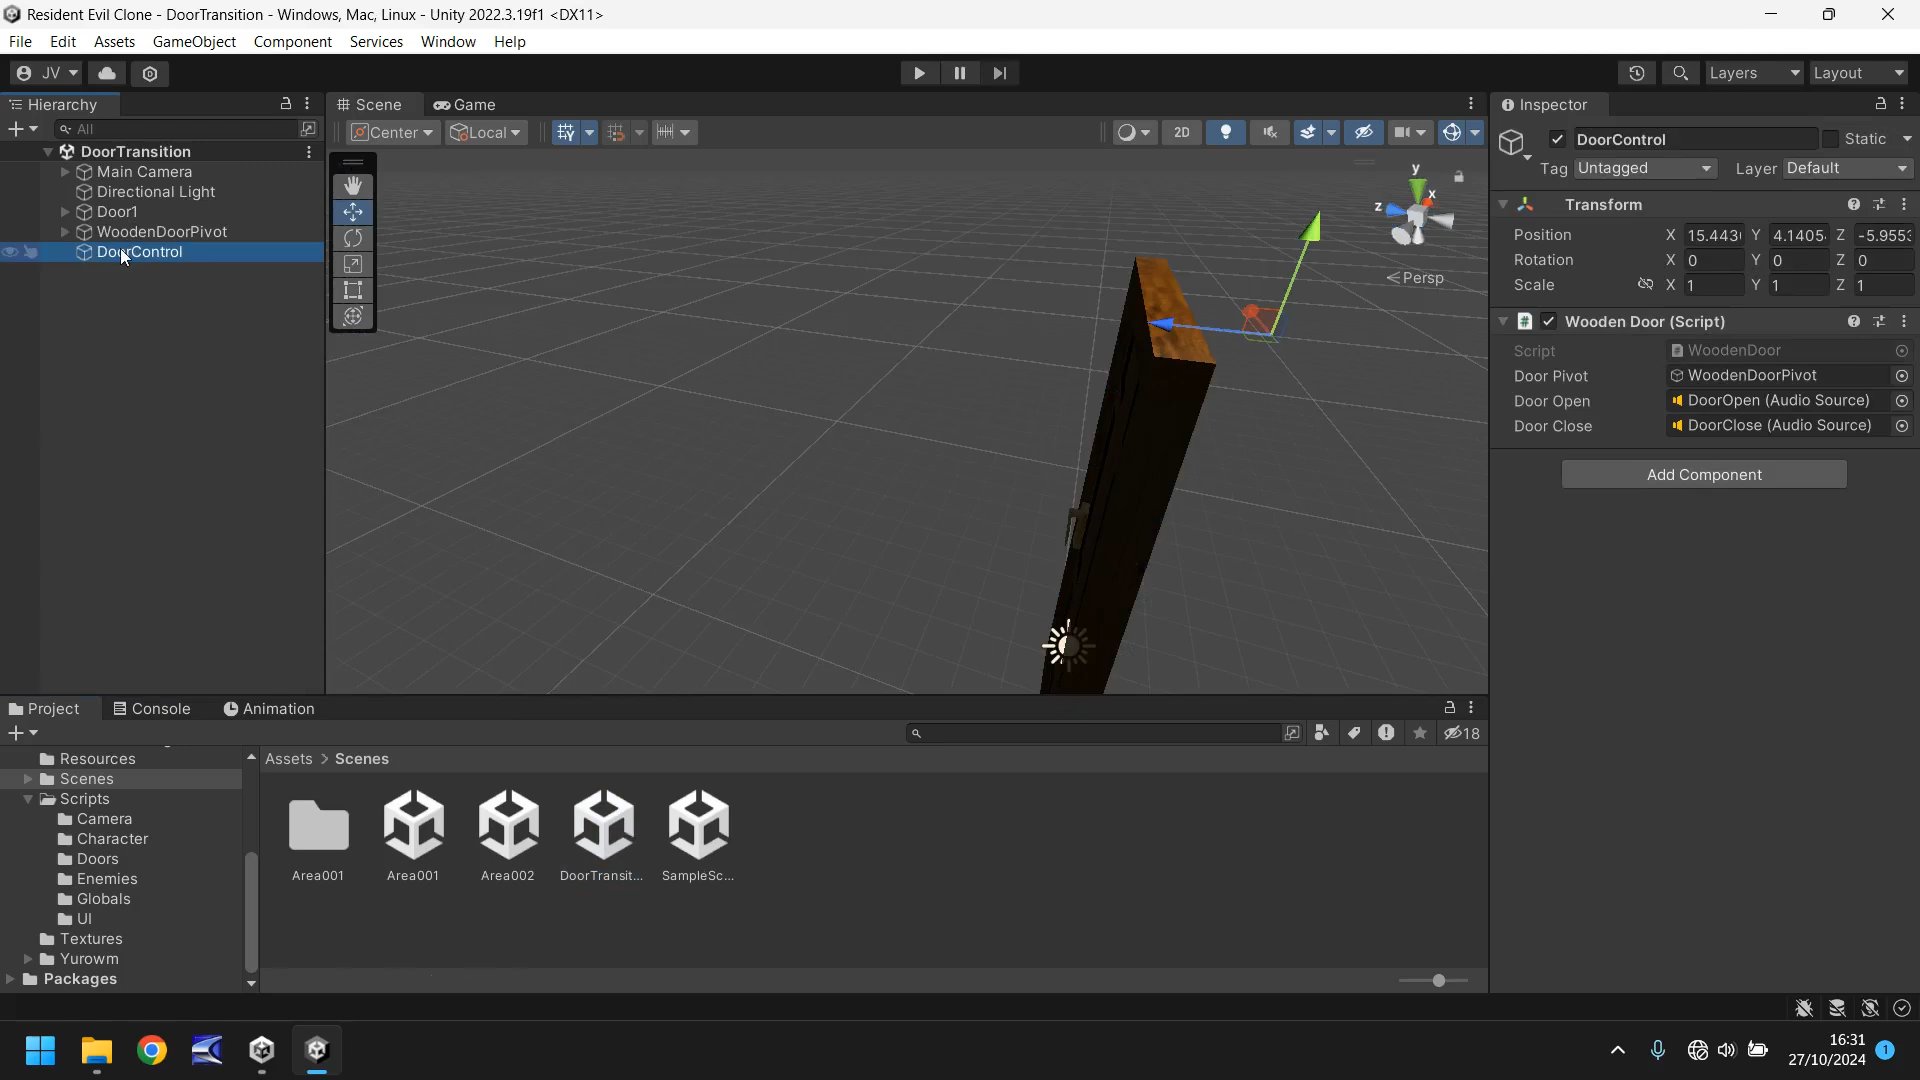 Resident Evil Clone - DoorTransition - Windows, Mac, Linux - Unity 2022.3.19f1 <DX11>
File Edit Assets GameObject Component Services Window Help
JV Layers Layout
Hierarchy
All
DoorTransition
Main Camera
Directional Light
Door1
WoodenDoorPivot
DoorControl
Scene Game
Center Local 2D
y
x
z
Persp
Inspector
DoorControl Static
Tag Untagged Layer Default
Transform
Position X 15.443 Y 4.1405 Z -5.9553
Rotation X 0 Y 0 Z 0
Scale X 1 Y 1 Z 1
# Wooden Door (Script)
Script WoodenDoor
Door Pivot WoodenDoorPivot
Door Open DoorOpen (Audio Source)
Door Close DoorClose (Audio Source)
Add Component
Project Console Animation
18
Resources
Scenes
Scripts
Camera
Character
Doors
Enemies
Globals
UI
Textures
Yurowm
Packages
Assets > Scenes
Area001 Area001 Area002 DoorTransit... SampleSc...
16:31
27/10/2024
1